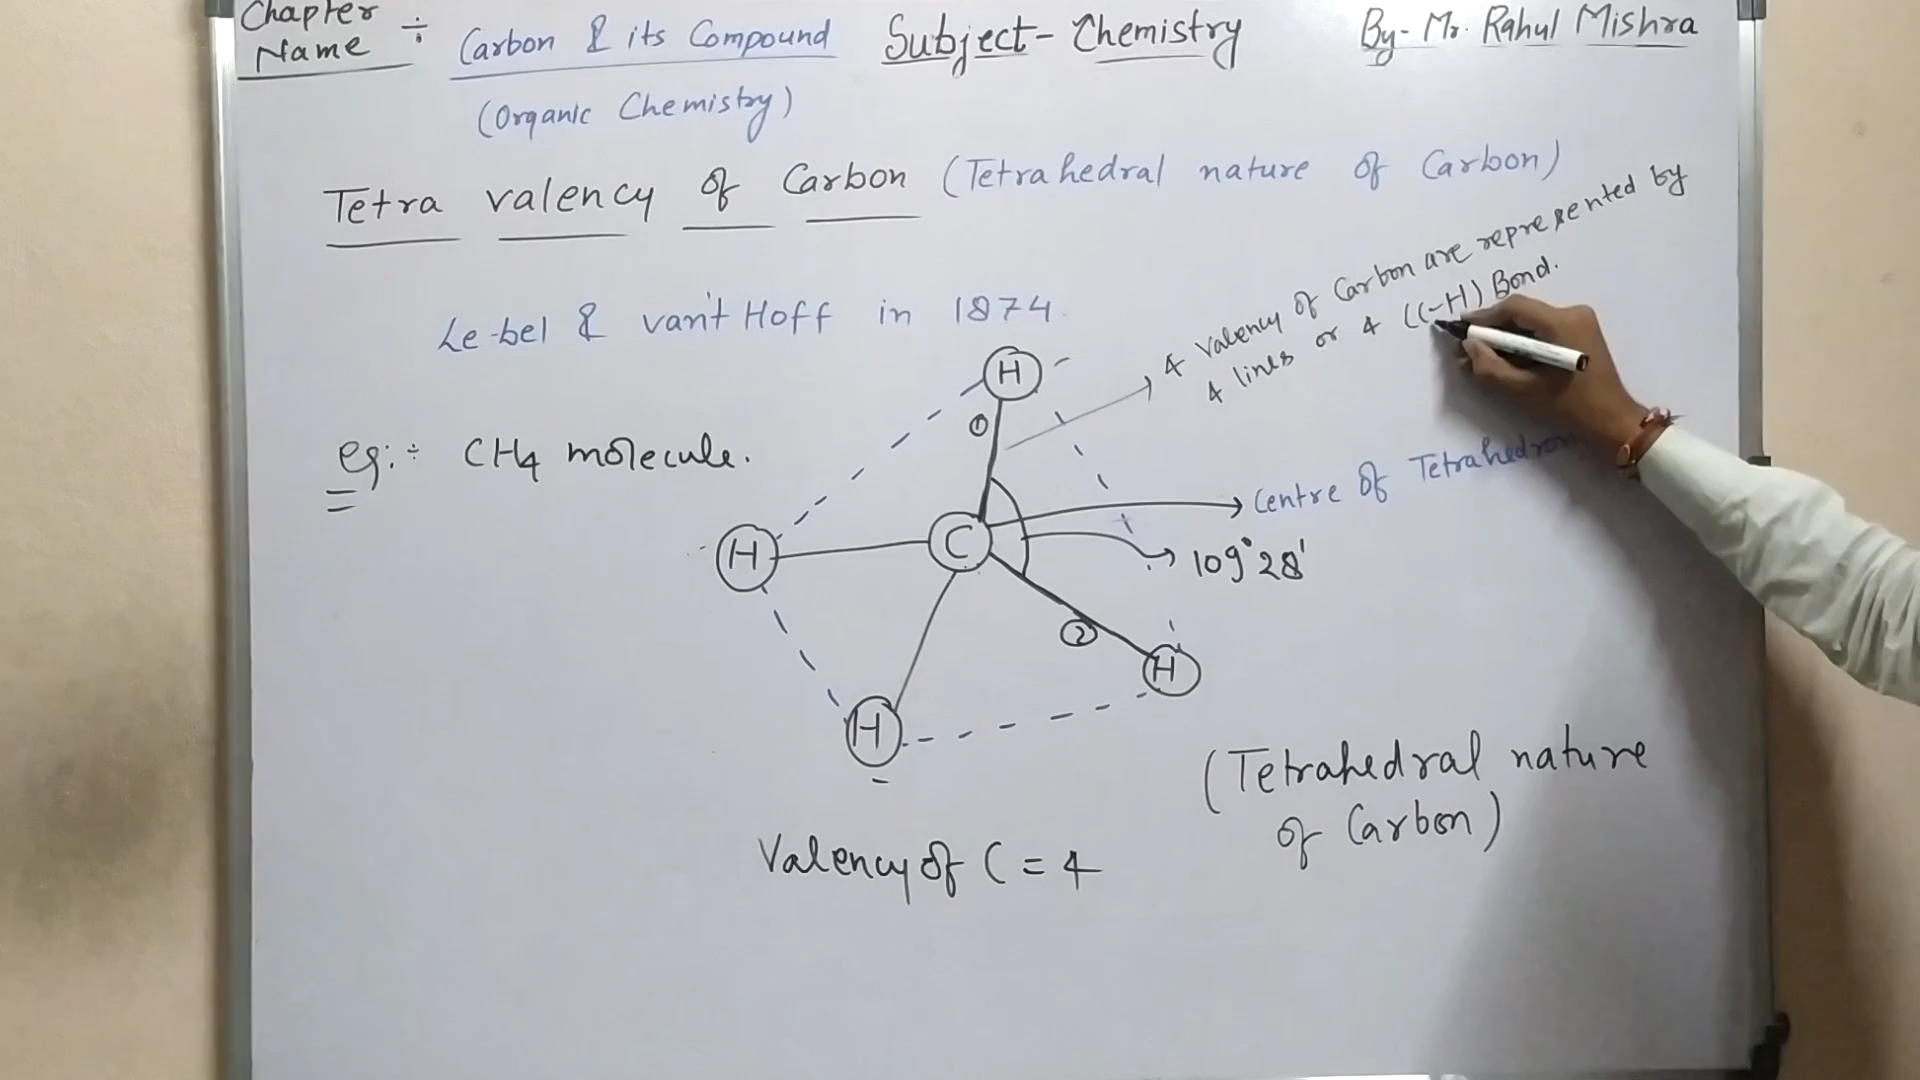 Chapter Name ÷ Carbon & its Compound Subject - Chemistry By- Mr. Rahul Mishra
(Organic Chemistry)
Tetra valency of Carbon (Tetrahedral nature of Carbon)
Le-bel & van't Hoff in 1874.
4 valency of Carbon are represented by
4 lines or 4 (C-H) Bond.
eg:÷ CH4 molecule.
H
①
Centre of Tetrahedron
H
C
109°28'
②
H
H
(Tetrahedral nature
of Carbon)
Valency of C = 4